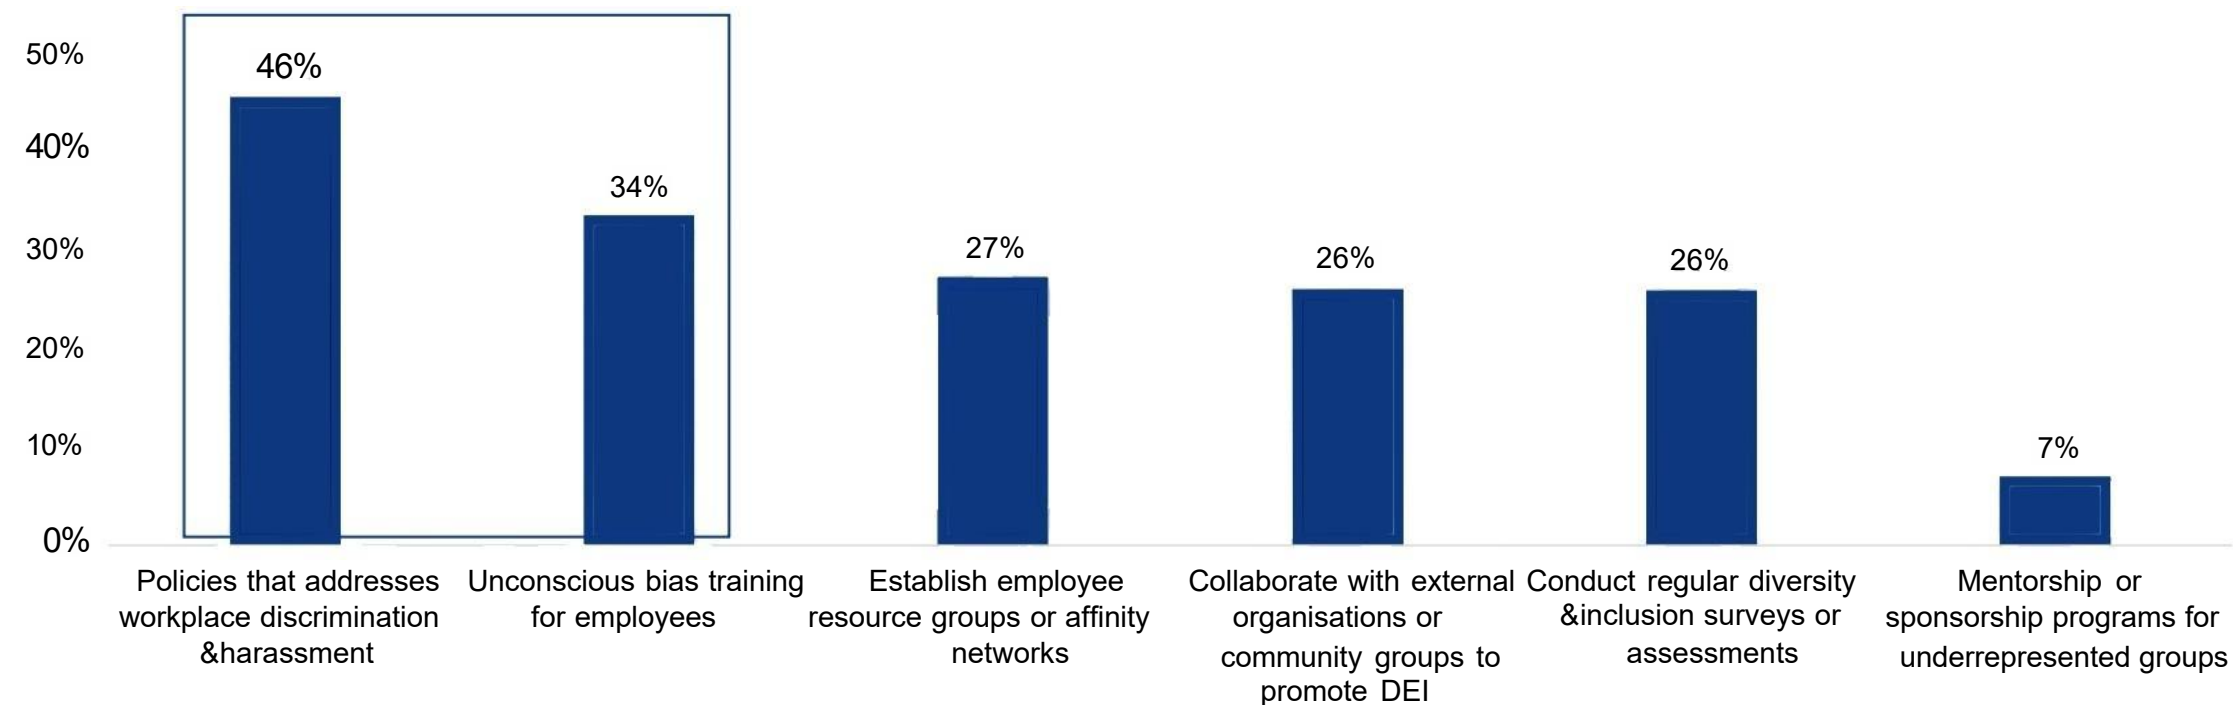 50%
40%
30%
20%
10%
0%
46%
34%
27%
26%
26%
7%
Policies that addresses
workplace discrimination
&harassment
Unconscious bias training
for employees
Establish employee
resource groups or affinity
networks
Collaborate with external
organisations or
community groups to
promote DEI
Conduct regular diversity
&inclusion surveys or
assessments
Mentorship or
sponsorship programs for
underrepresented groups